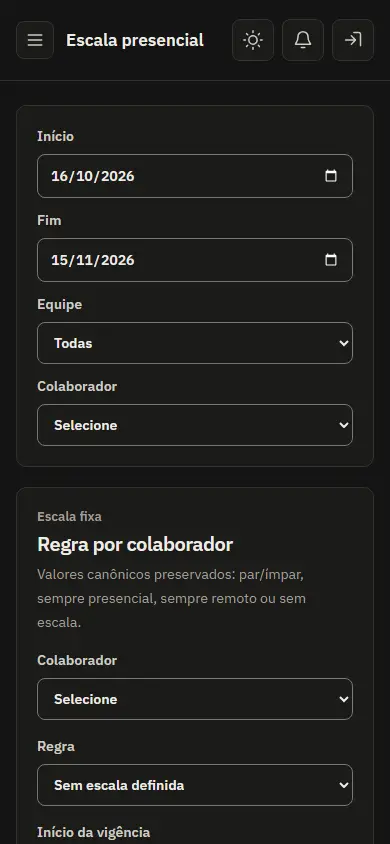 Escala presencial
Início
16/10/2026
Fim
15/11/2026
Equipe
Todas
Colaborador
Selecione
Escala fixa
Regra por colaborador
Valores canônicos preservados: par/ímpar,
sempre presencial, sempre remoto ou sem
escala.
Colaborador
Selecione
Regra
Sem escala definida
Início da vigência